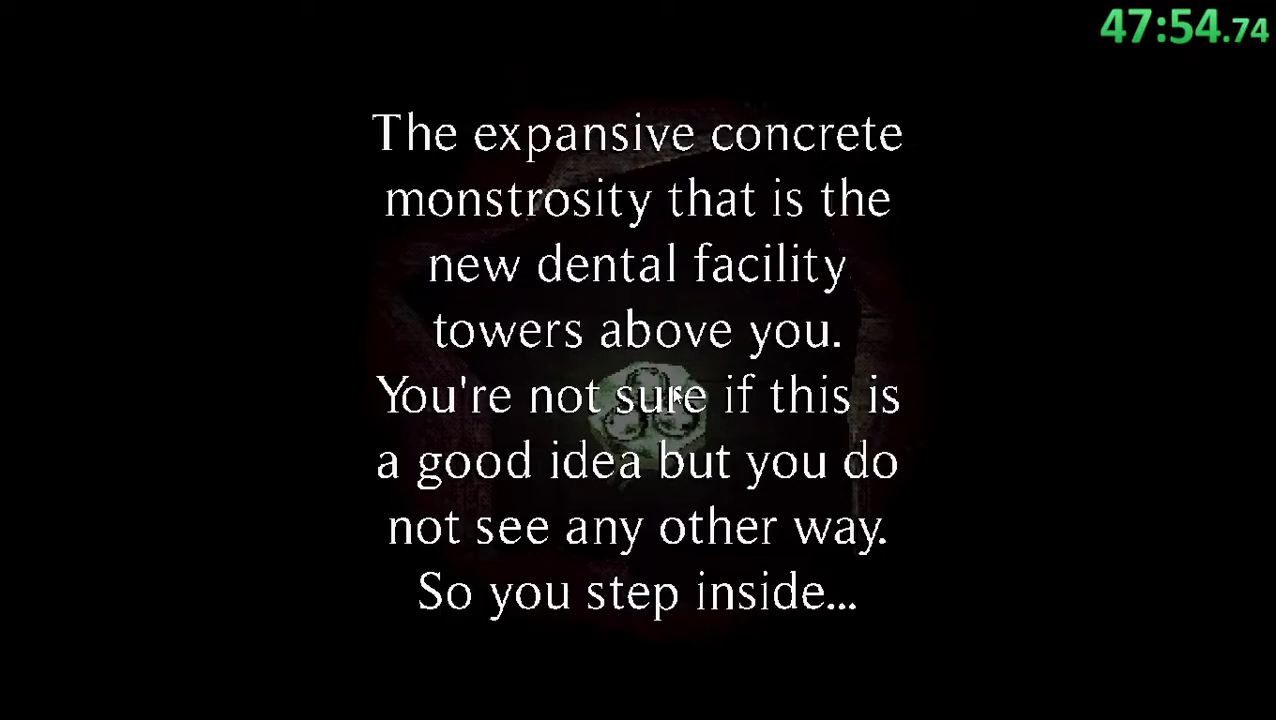 47:54.74
The expansive concrete
monstrosity that is the
new dental facility
towers above you.
You're not sure if this is
a good idea but you do
not see any other way.
So you step inside...